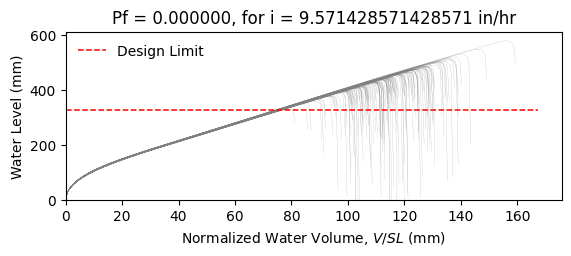 Pf = 0.000000, for i = 9.571428571428571 in/hr
Design Limit
Water Level (mm)
600
400
200
0
0 20 40 60 80 100 120 140 160
Normalized Water Volume, V/SL (mm)